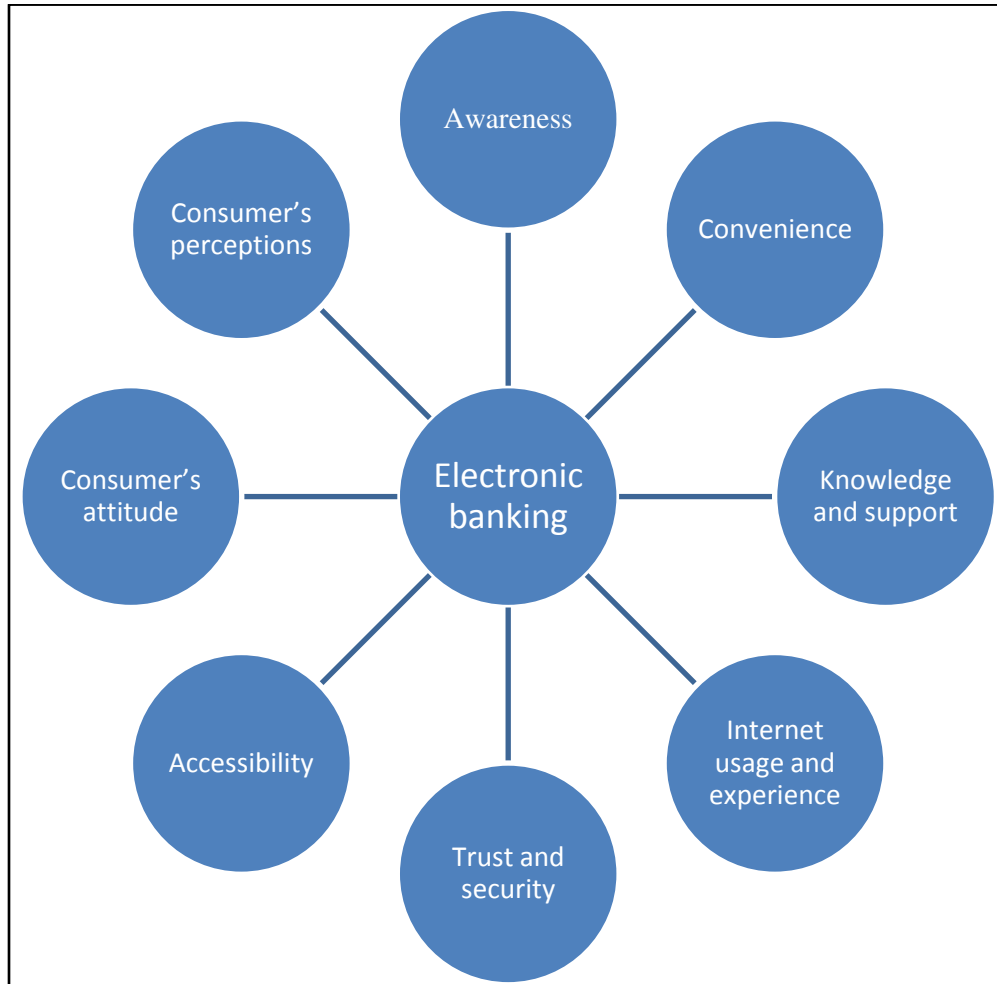 Awareness
Consumer’s
perceptions
Convenience
Consumer’s
attitude
Electronic
banking
Knowledge
and support
Accessibility
Internet
usage and
experience
Trust and
security